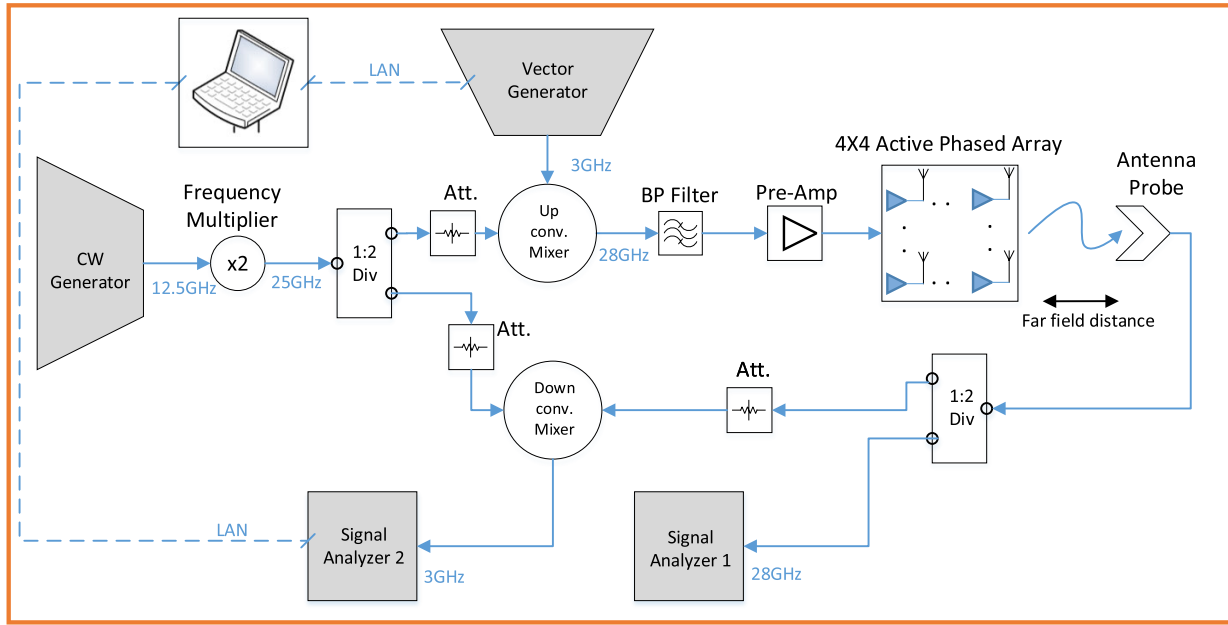 LAN
Vector
Generator
3GHz
4X4 Active Phased Array
Antenna
Probe
Frequency
Multiplier
Att.
BP Filter
Pre-Amp
CW
Generator
12.5GHz
x2
25GHz
1:2
Div
Up
conv.
Mixer
28GHz
Far field distance
Att.
Down
conv.
Mixer
Att.
1:2
Div
LAN
Signal
Analyzer 2
3GHz
Signal
Analyzer 1
28GHz